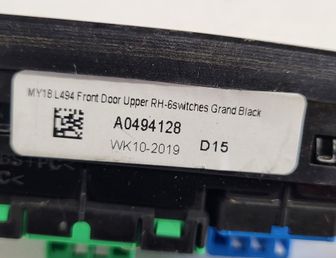 MY18 L494 Front Door Upper RH-6switches Grand Black
A0494128
WK10-2019 D15